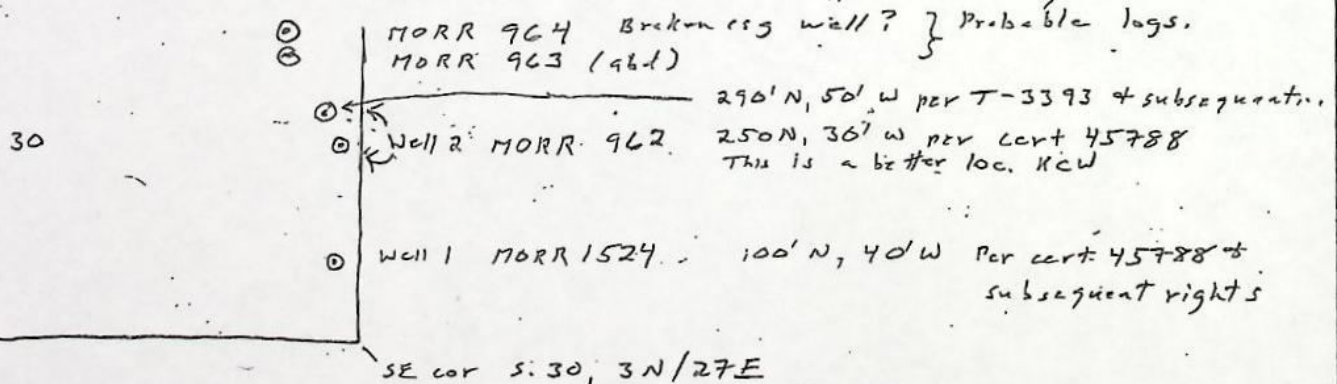 MORR 964 Broken csg well? } Probable logs.
MORR 963 (abd)
290' N, 50' W per T-3393 & subsequent...
30
Well 2 MORR 962 250N, 30' W per cert 45788
This is a better loc. KCW
Well 1 MORR 1524 100' N, 40' W Per cert 45788 &
subsequent rights
SE cor S. 30, 3N/27E